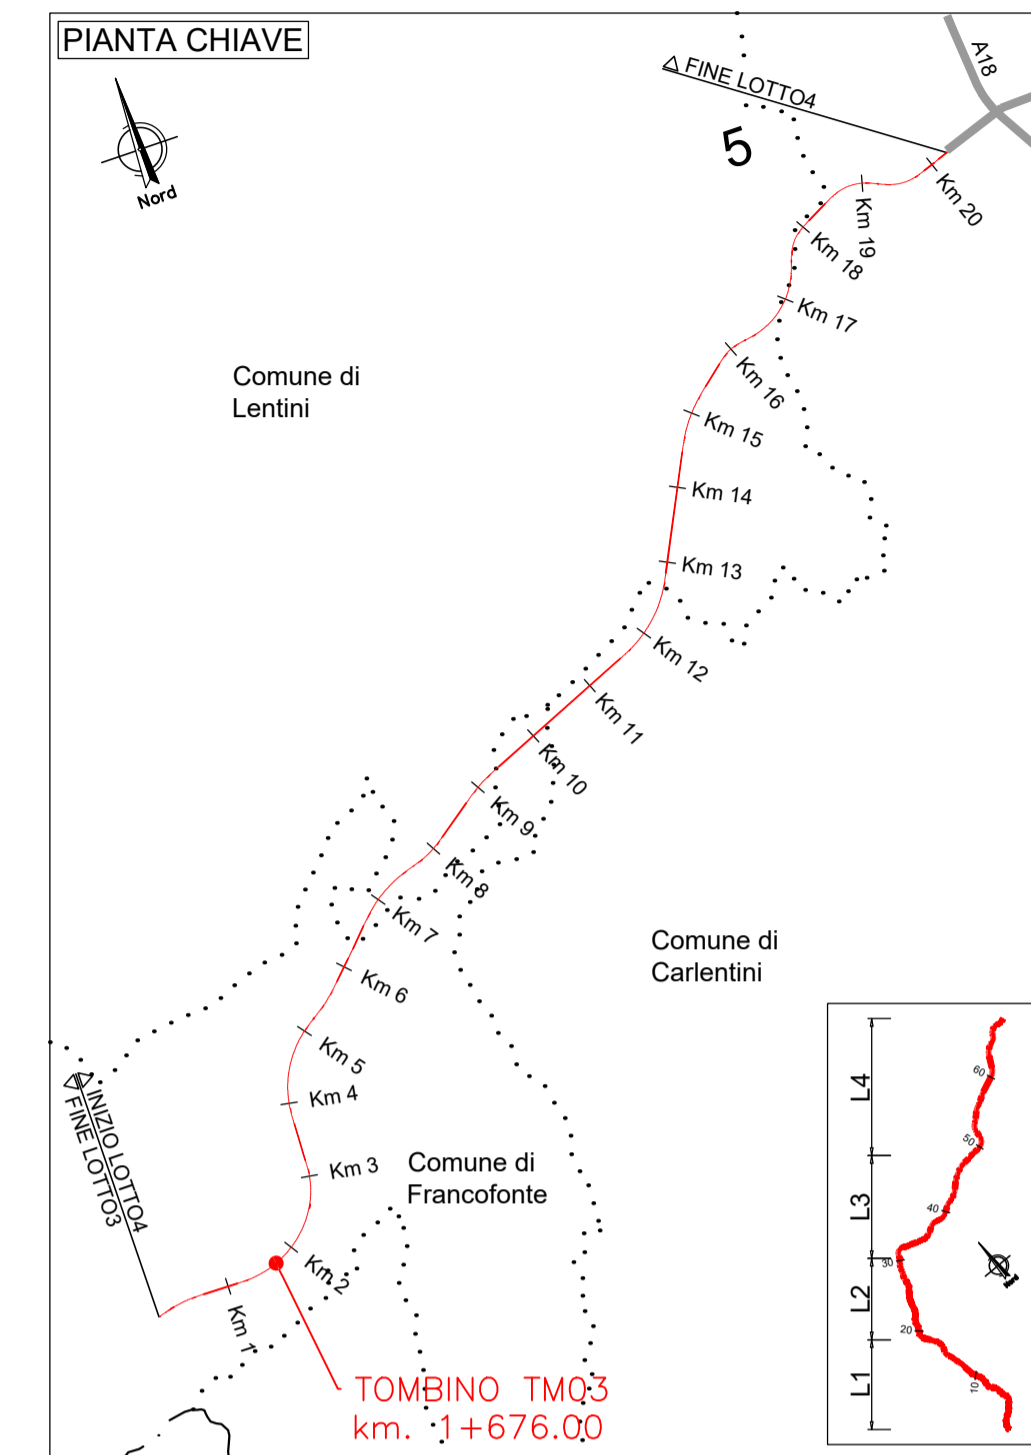 PIANTA CHIAVE
Nord
A18
FINE LOTTO4
5
Km 20
Km 19
Km 18
Km 17
Km 16
Km 15
Km 14
Km 13
Km 12
Km 11
Km 10
Km 9
Km 8
Km 7
Km 6
Km 5
Km 4
Km 3
Km 2
Km 1
Comune di
Lentini
Comune di
Carlentini
Comune di
Francofonte
INIZIO LOTTO4
FINE LOTTO3
TOMBINO TM03
km. 1+676.00
L4
L3
L2
L1
60
50
40
30
20
10